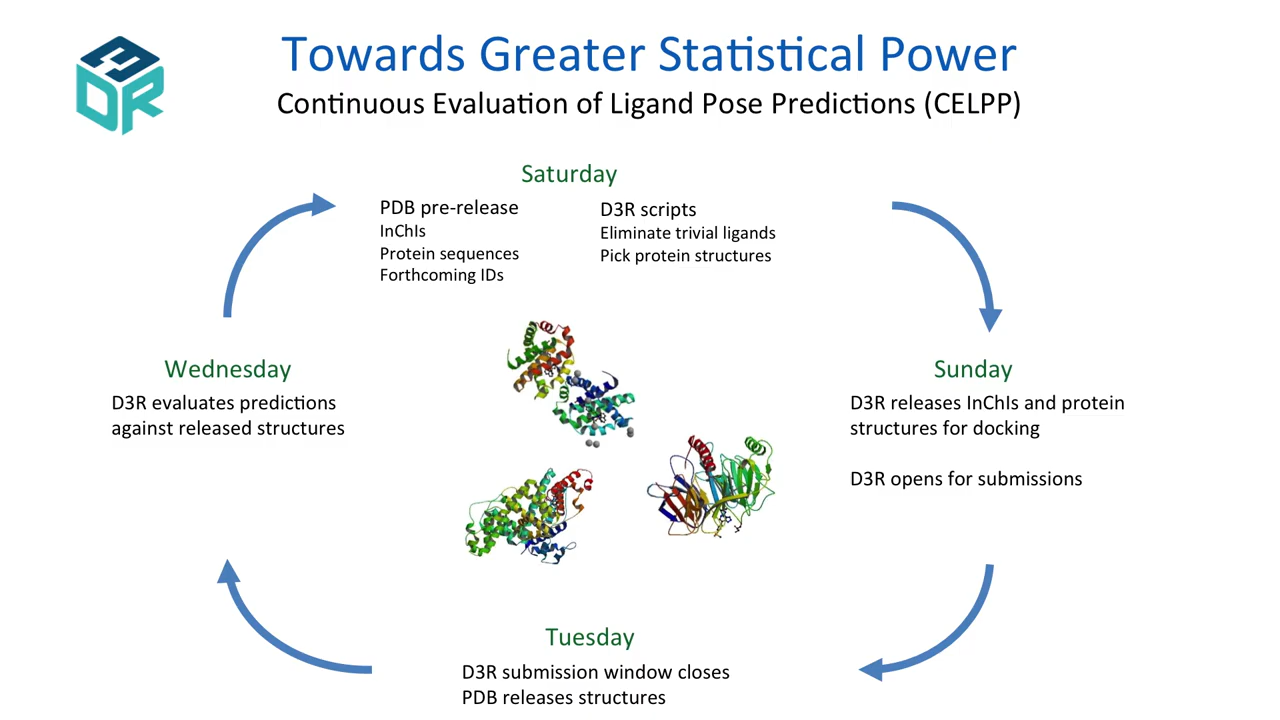 D3R
Towards Greater Statistical Power
Continuous Evaluation of Ligand Pose Predictions (CELPP)
Saturday
PDB pre-release
InChIs
Protein sequences
Forthcoming IDs
D3R scripts
Eliminate trivial ligands
Pick protein structures
Wednesday
D3R evaluates predictions
against released structures
Sunday
D3R releases InChIs and protein
structures for docking
D3R opens for submissions
Tuesday
D3R submission window closes
PDB releases structures